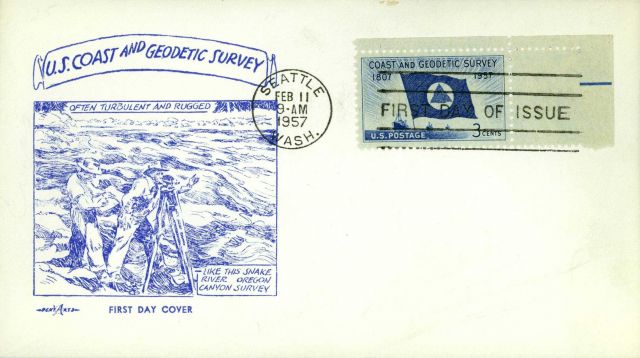 U.S. COAST AND GEODETIC SURVEY
OFTEN TURBULENT AND RUGGED
LIKE THIS SNAKE
RIVER OREGON
CANYON SURVEY
FIRST DAY COVER
SEATTLE
FEB 11
9-AM
1957
WASH.
COAST AND GEODETIC SURVEY
1807 1957
FIRST DAY OF ISSUE
U.S. POSTAGE 3 CENTS